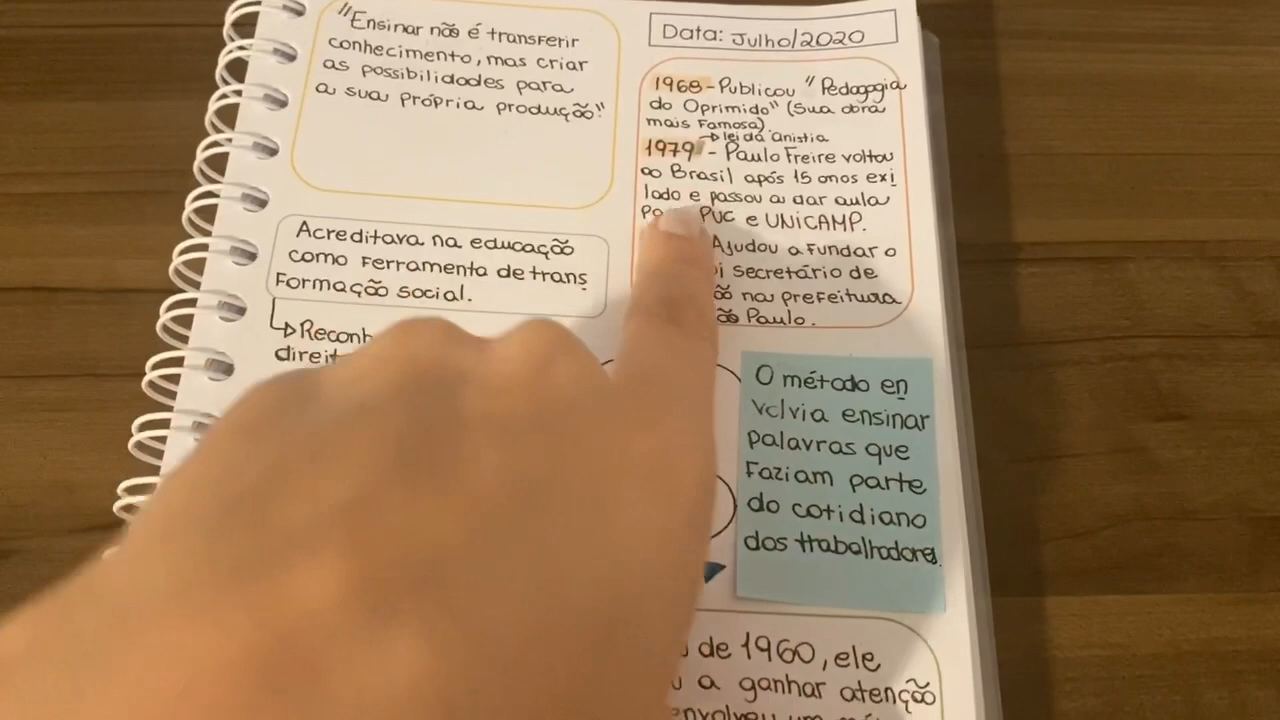 "Ensinar não é transferir
conhecimento, mas criar
as possibilidades para
a sua própria produção"
Acreditava na educação
como ferramenta de trans
formação social.
direit
Data: Julho/2020
1968 - Publicou "Pedagogia
do Oprimido" (sua obra
mais famosa).
lei da anistia
1979 - Paulo Freire voltou
ao Brasil após 15 anos exi
lado e passou a dar aula
PUC e UNICAMP.
Ajudou a fundar o
secretário de
na prefeitura
Paulo.
O método en
volvia ensinar
palavras que
faziam parte
do cotidiano
dos trabalhadores.
de 1960, ele
a ganhar atenção